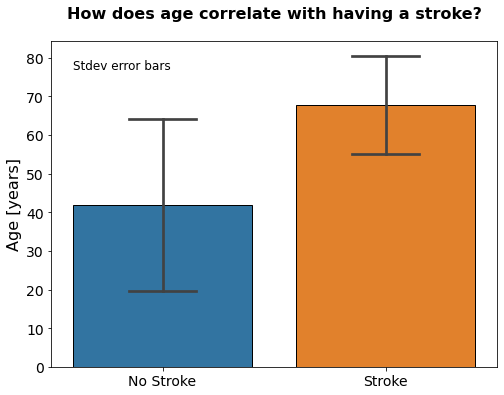 How does age correlate with having a stroke?
Stdev error bars
Age [years]
80
70
60
50
40
30
20
10
0
No Stroke
Stroke